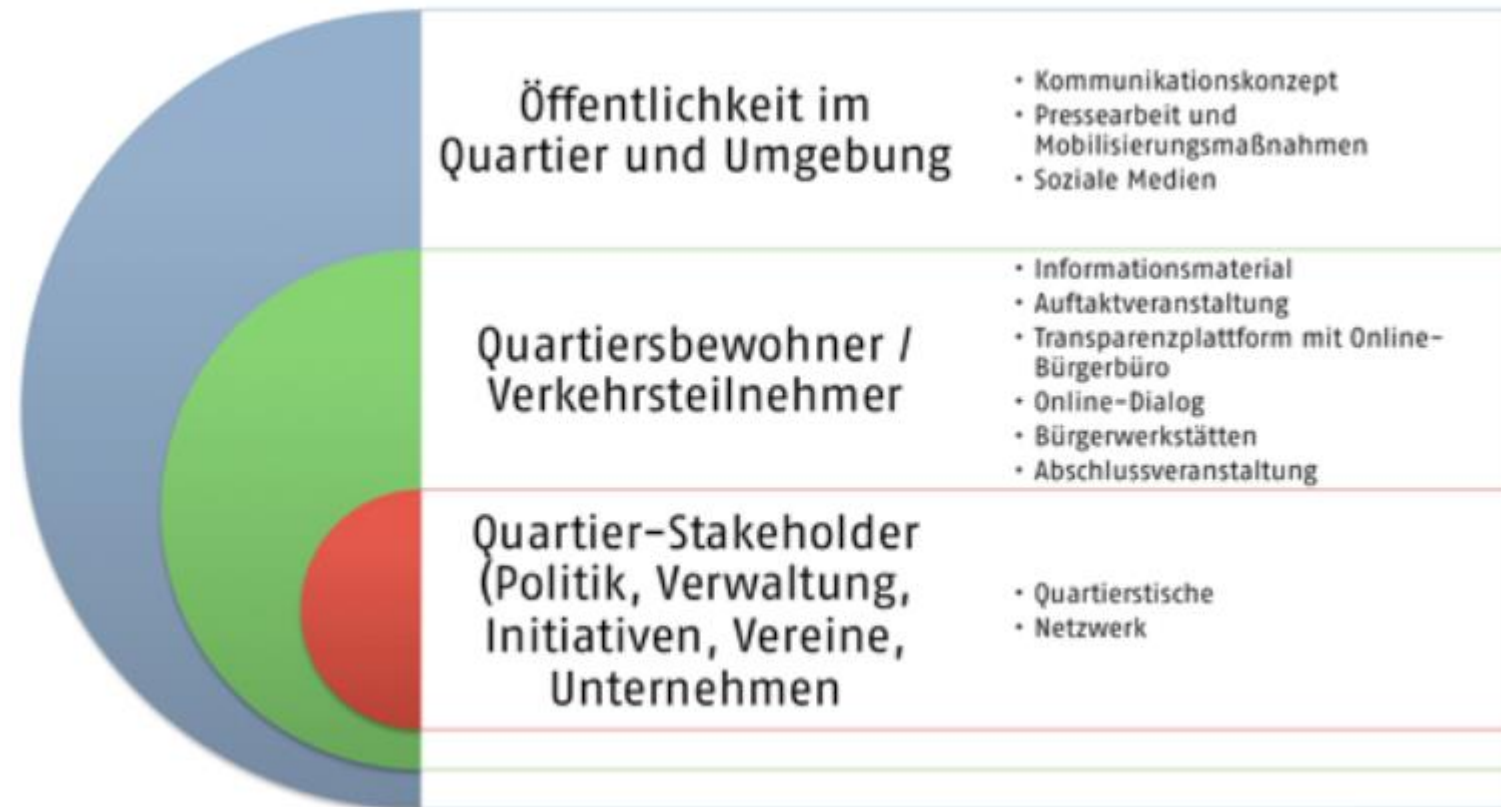 Öffentlichkeit im
Quartier und Umgebung
• Kommunikationskonzept
• Pressearbeit und
Mobilisierungsmaßnahmen
• Soziale Medien
Quartiersbewohner /
Verkehrsteilnehmer
• Informationsmaterial
• Auftaktveranstaltung
• Transparenzplattform mit Online-
Bürgerbüro
• Online-Dialog
• Bürgerwerkstätten
• Abschlussveranstaltung
Quartier-Stakeholder
(Politik, Verwaltung,
Initiativen, Vereine,
Unternehmen
• Quartierstische
• Netzwerk